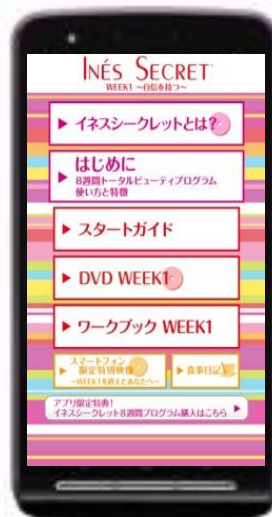 INÉS SECRET
WEEK1 ～自信を持つ～
イネスシークレットとは?
はじめに
8週間トータルビューティプログラム
使い方と特徴
スタートガイド
DVD WEEK1
ワークブック WEEK1
スマートフォン
限定特別映像
～WEEK1を終えたあなたへ～
食事日記
アプリ限定特典!
イネスシークレット8週間プログラム購入はこちら